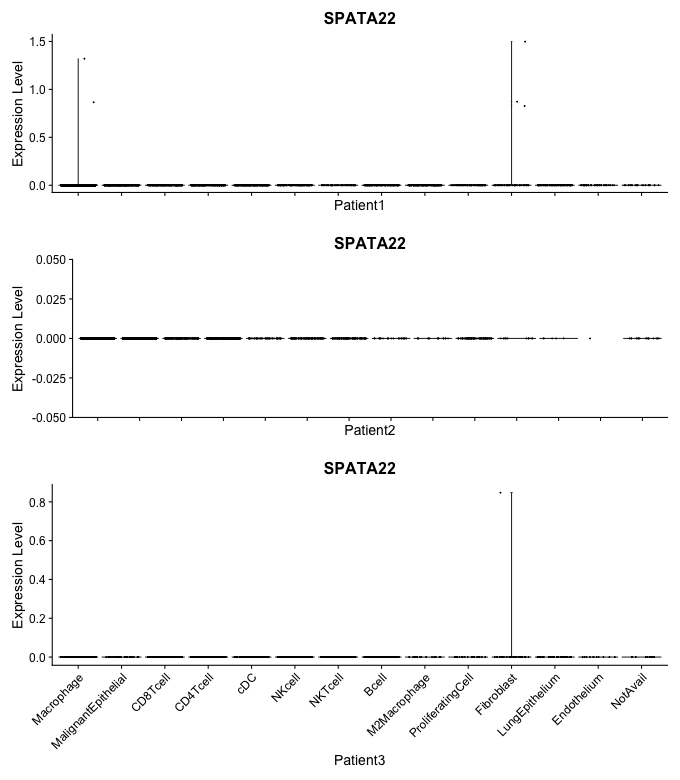 SPATA22
Expression Level
1.5
1.0
0.5
0.0
Patient1
SPATA22
Expression Level
0.050
0.025
0.000
-0.025
-0.050
Patient2
SPATA22
Expression Level
0.8
0.6
0.4
0.2
0.0
Macrophage
MalignantEpithelial
CD8Tcell
CD4Tcell
cDC
NKcell
NKTcell
Bcell
M2Macrophage
ProliferatingCell
Fibroblast
LungEpithelium
Endothelium
NotAvail
Patient3